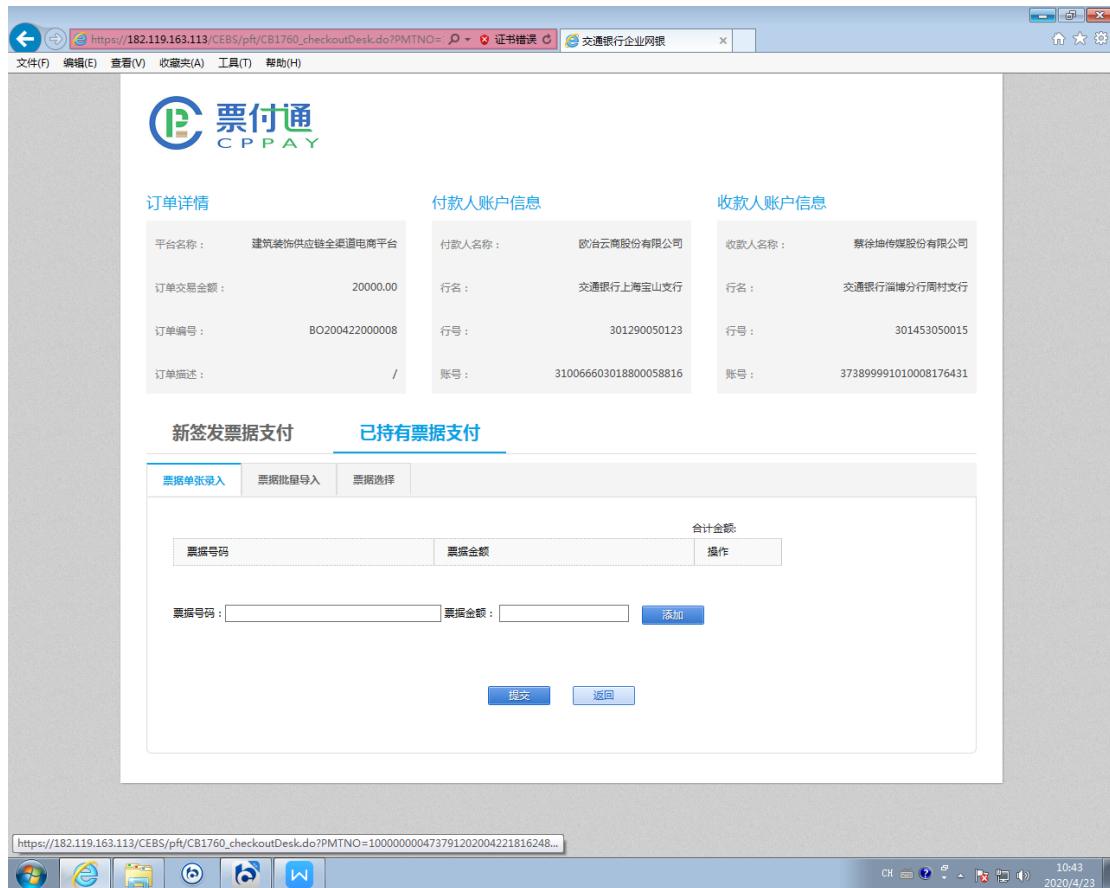 https://182.119.163.113/CEBS/pft/CB1760_checkoutDesk.do?PMTNO= 证书错误 交通银行企业网银
文件(F) 编辑(E) 查看(V) 收藏夹(A) 工具(T) 帮助(H)
票付通
CPPAY
订单详情 付款人账户信息 收款人账户信息
平台名称： 建筑装饰供应链全渠道电商平台 付款人名称： 欧冶云商股份有限公司 收款人名称： 蔡徐坤传媒股份有限公司
订单交易金额： 20000.00 行名： 交通银行上海宝山支行 行名： 交通银行淄博分行周村支行
订单编号： BO200422000008 行号： 301290050123 行号： 301453050015
订单描述： / 账号： 310066603018800058816 账号： 373899991010008176431
新签发票据支付 已持有票据支付
票据单张录入 票据批量导入 票据选择
合计金额:
票据号码 票据金额 操作
票据号码： 票据金额： 添加
提交 返回
https://182.119.163.113/CEBS/pft/CB1760_checkoutDesk.do?PMTNO=100000000473791202004221816248...
CH 10:43
2020/4/23